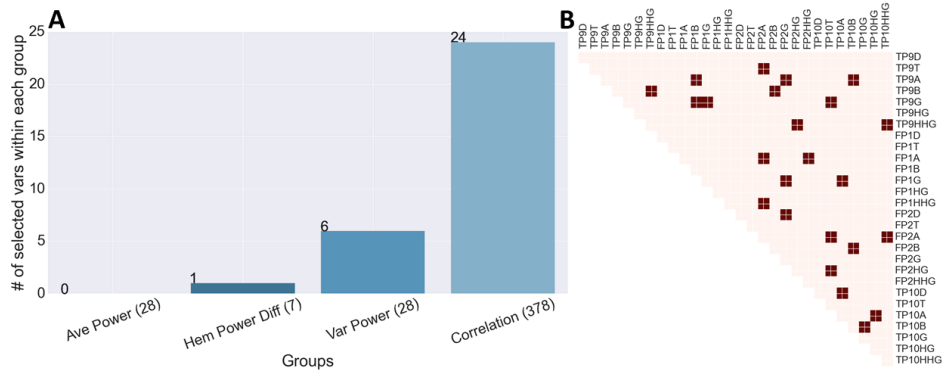 A
# of selected vars within each group
25
20
15
10
5
0
0
1
6
24
Ave Power (28)
Hem Power Diff (7)
Var Power (28)
Correlation (378)
Groups
B
TP9D
TP9T
TP9A
TP9B
TP9G
TP9HG
TP9HHG
FP1D
FP1T
FP1A
FP1B
FP1G
FP1HG
FP1HHG
FP2D
FP2T
FP2A
FP2B
FP2G
FP2HG
FP2HHG
TP10D
TP10T
TP10A
TP10B
TP10G
TP10HG
TP10HHG
TP9D
TP9T
TP9A
TP9B
TP9G
TP9HG
TP9HHG
FP1D
FP1T
FP1A
FP1B
FP1G
FP1HG
FP1HHG
FP2D
FP2T
FP2A
FP2B
FP2G
FP2HG
FP2HHG
TP10D
TP10T
TP10A
TP10B
TP10G
TP10HG
TP10HHG